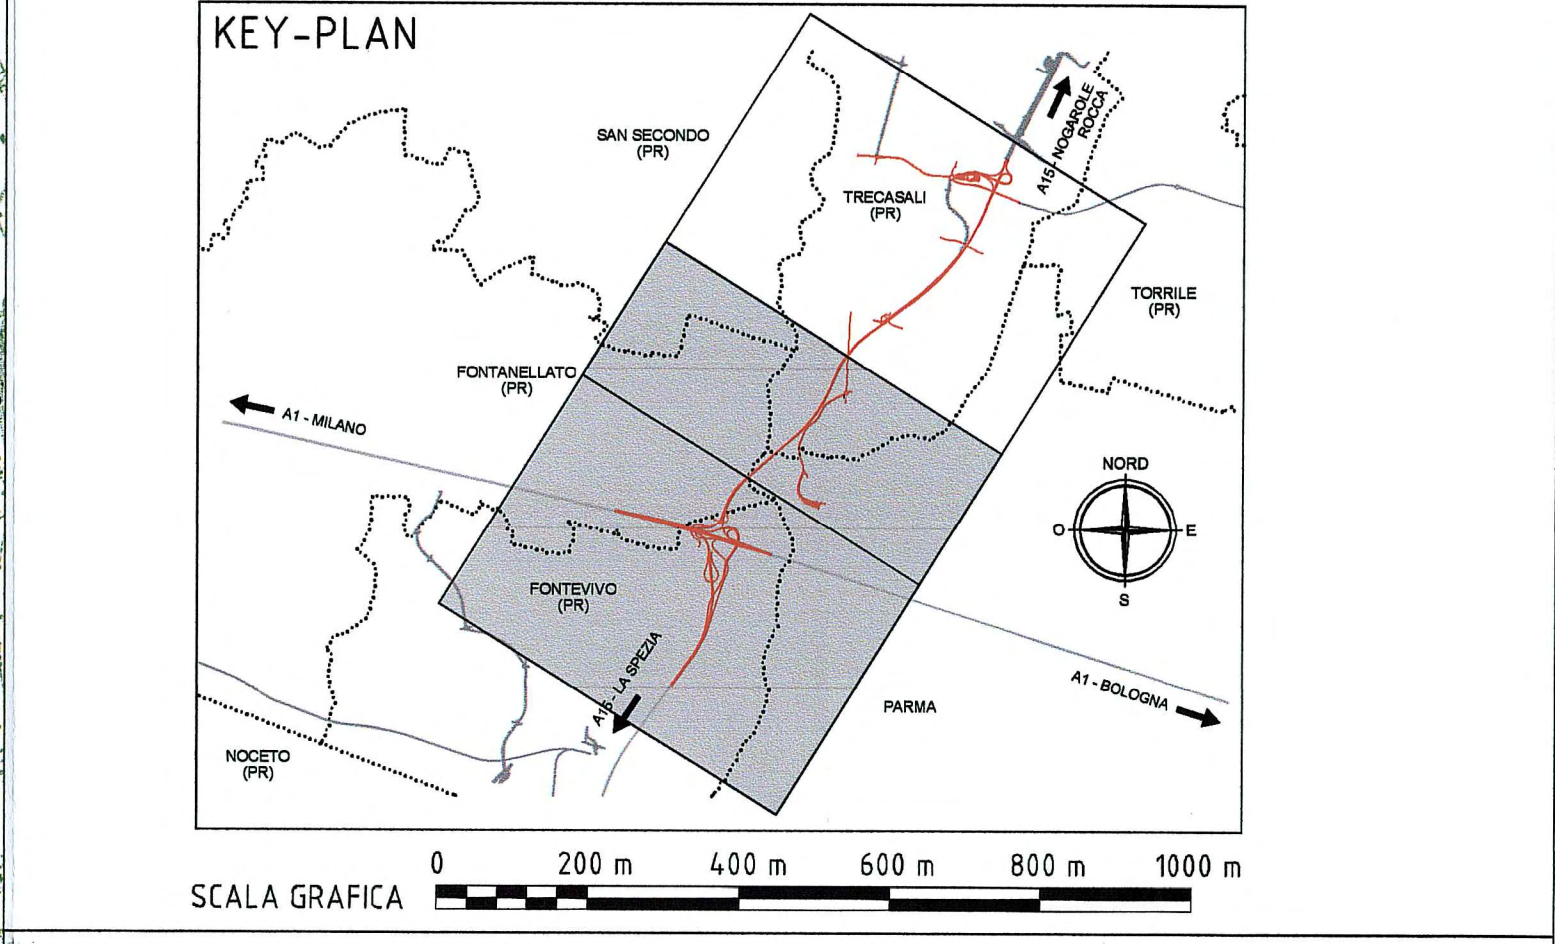 KEY-PLAN
A15 - NOGAROLE
ROCCA
SAN SECONDO
(PR)
TRECASALI
(PR)
TORRILE
(PR)
FONTANELLATO
(PR)
A1 - MILANO
NORD
O
E
S
FONTEVIVO
(PR)
A15 - LA SPEZIA
A1 - BOLOGNA
PARMA
NOCETO
(PR)
0 200 m 400 m 600 m 800 m 1000 m
SCALA GRAFICA